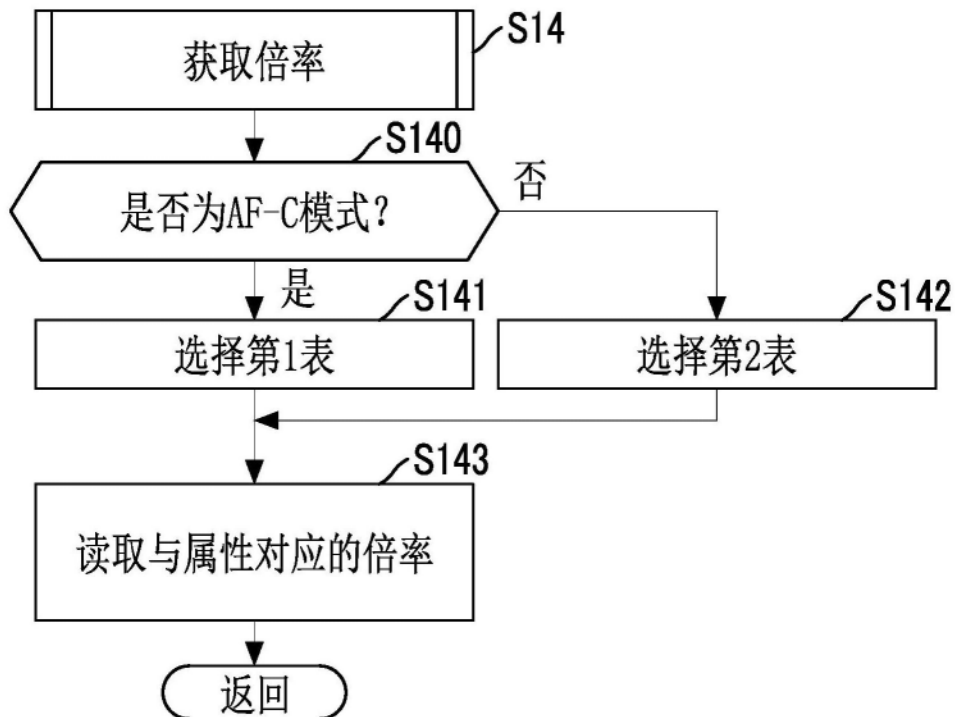 S14
获取倍率
S140
是否为AF-C模式？
否
是
S141
选择第1表
S142
选择第2表
S143
读取与属性对应的倍率
返回